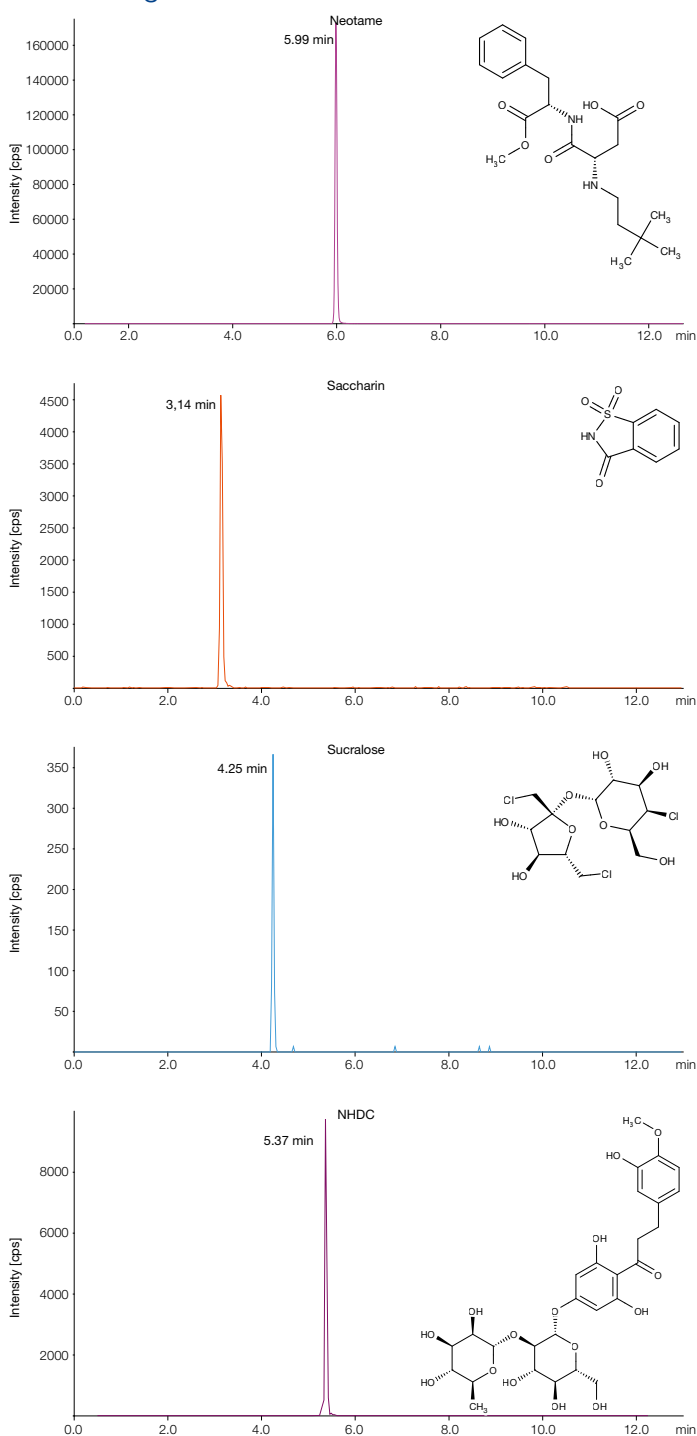 Neotame
5.99 min
160000
140000
120000
100000
80000
60000
40000
20000
Intensity [cps]
0.0 2.0 4.0 6.0 8.0 10.0 12.0 min
HO O
O NH
O
H₃C O
HN
CH₃
CH₃
H₃C
Saccharin
3,14 min
4500
4000
3500
3000
2500
2000
1500
1000
500
Intensity [cps]
0.0 2.0 4.0 6.0 8.0 10.0 12.0 min
O O
S
HN
O
Sucralose
4.25 min
350
300
250
200
150
100
50
Intensity [cps]
0.0 2.0 4.0 6.0 8.0 10.0 12.0 min
HO
OH
Cl O
Cl
HO O O
OH
HO Cl
NHDC
5.37 min
8000
6000
4000
2000
Intensity [cps]
0.0 2.0 4.0 6.0 8.0 10.0 12.0 min
H₃C O
HO
OH
O
OH
O
OH
HO O O
O
HO HO
CH₃ OH OH